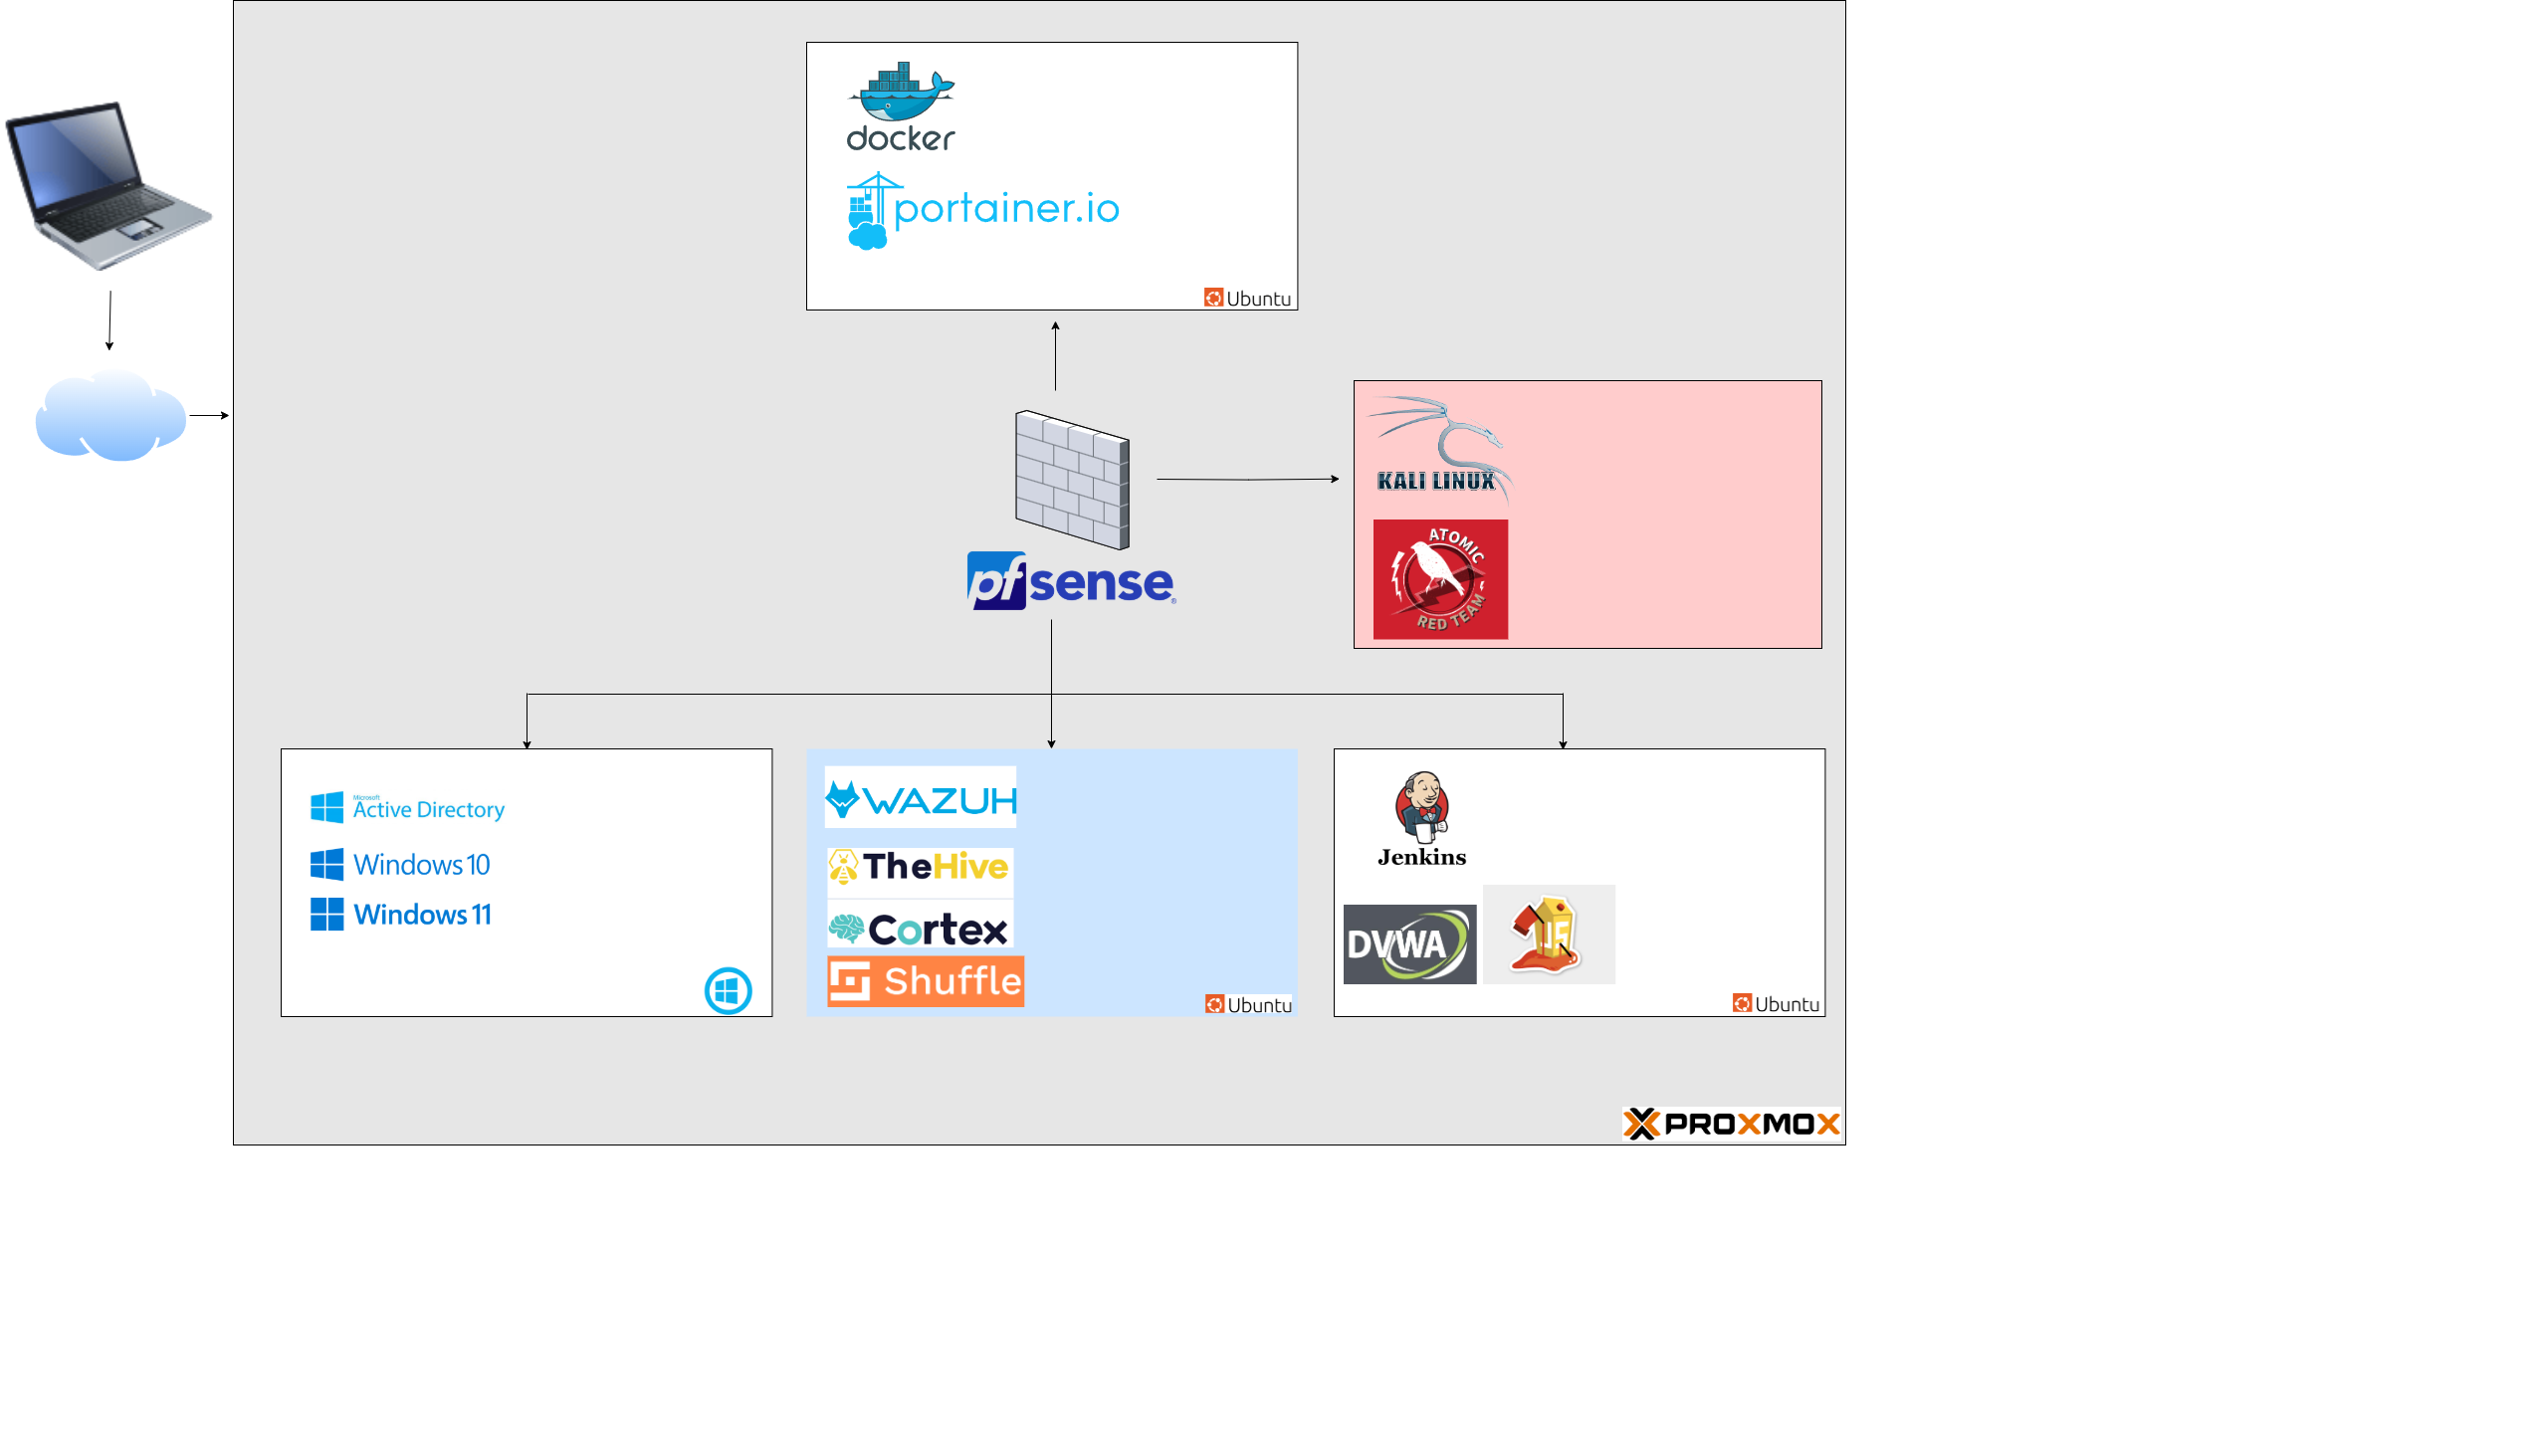 docker
portainer.io
Ubuntu
KALI LINUX
ATOMIC
RED TEAM
pfsense
Microsoft
Active Directory
Windows 10
Windows 11
WAZUH
TheHive
Cortex
Shuffle
Ubuntu
Jenkins
DVWA
JS
Ubuntu
PROXMOX